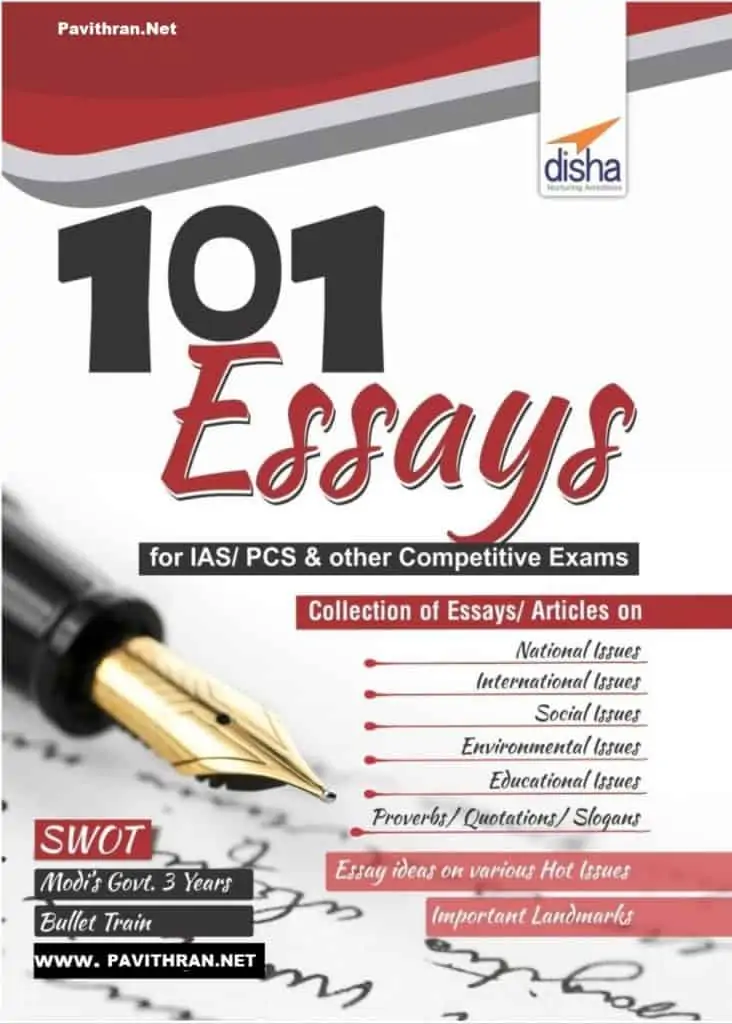 Pavithran.Net
disha
Nurturing Ambitions
101
Essays
for IAS/ PCS & other Competitive Exams
Collection of Essays/ Articles on
National Issues
International Issues
Social Issues
Environmental Issues
Educational Issues
Proverbs/ Quotations/ Slogans
SWOT
Modi's Govt. 3 Years
Bullet Train
Essay ideas on various Hot Issues
Important Landmarks
WWW. PAVITHRAN.NET